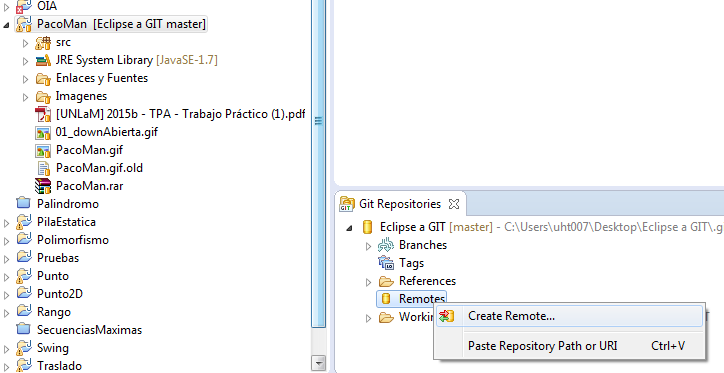 OIA
PacoMan [Eclipse a GIT master]
src
JRE System Library [JavaSE-1.7]
Enlaces y Fuentes
Imagenes
[UNLaM] 2015b - TPA - Trabajo Práctico (1).pdf
01_downAbierta.gif
PacoMan.gif
PacoMan.gif.old
PacoMan.rar
Palindromo
PilaEstatica
Polimorfismo
Pruebas
Punto
Punto2D
Rango
SecuenciasMaximas
Swing
Traslado
Git Repositories
Eclipse a GIT [master] - C:\Users\uht007\Desktop\Eclipse a GIT\.g
Branches
Tags
References
Remotes
Workin
T
Create Remote...
Paste Repository Path or URI Ctrl+V